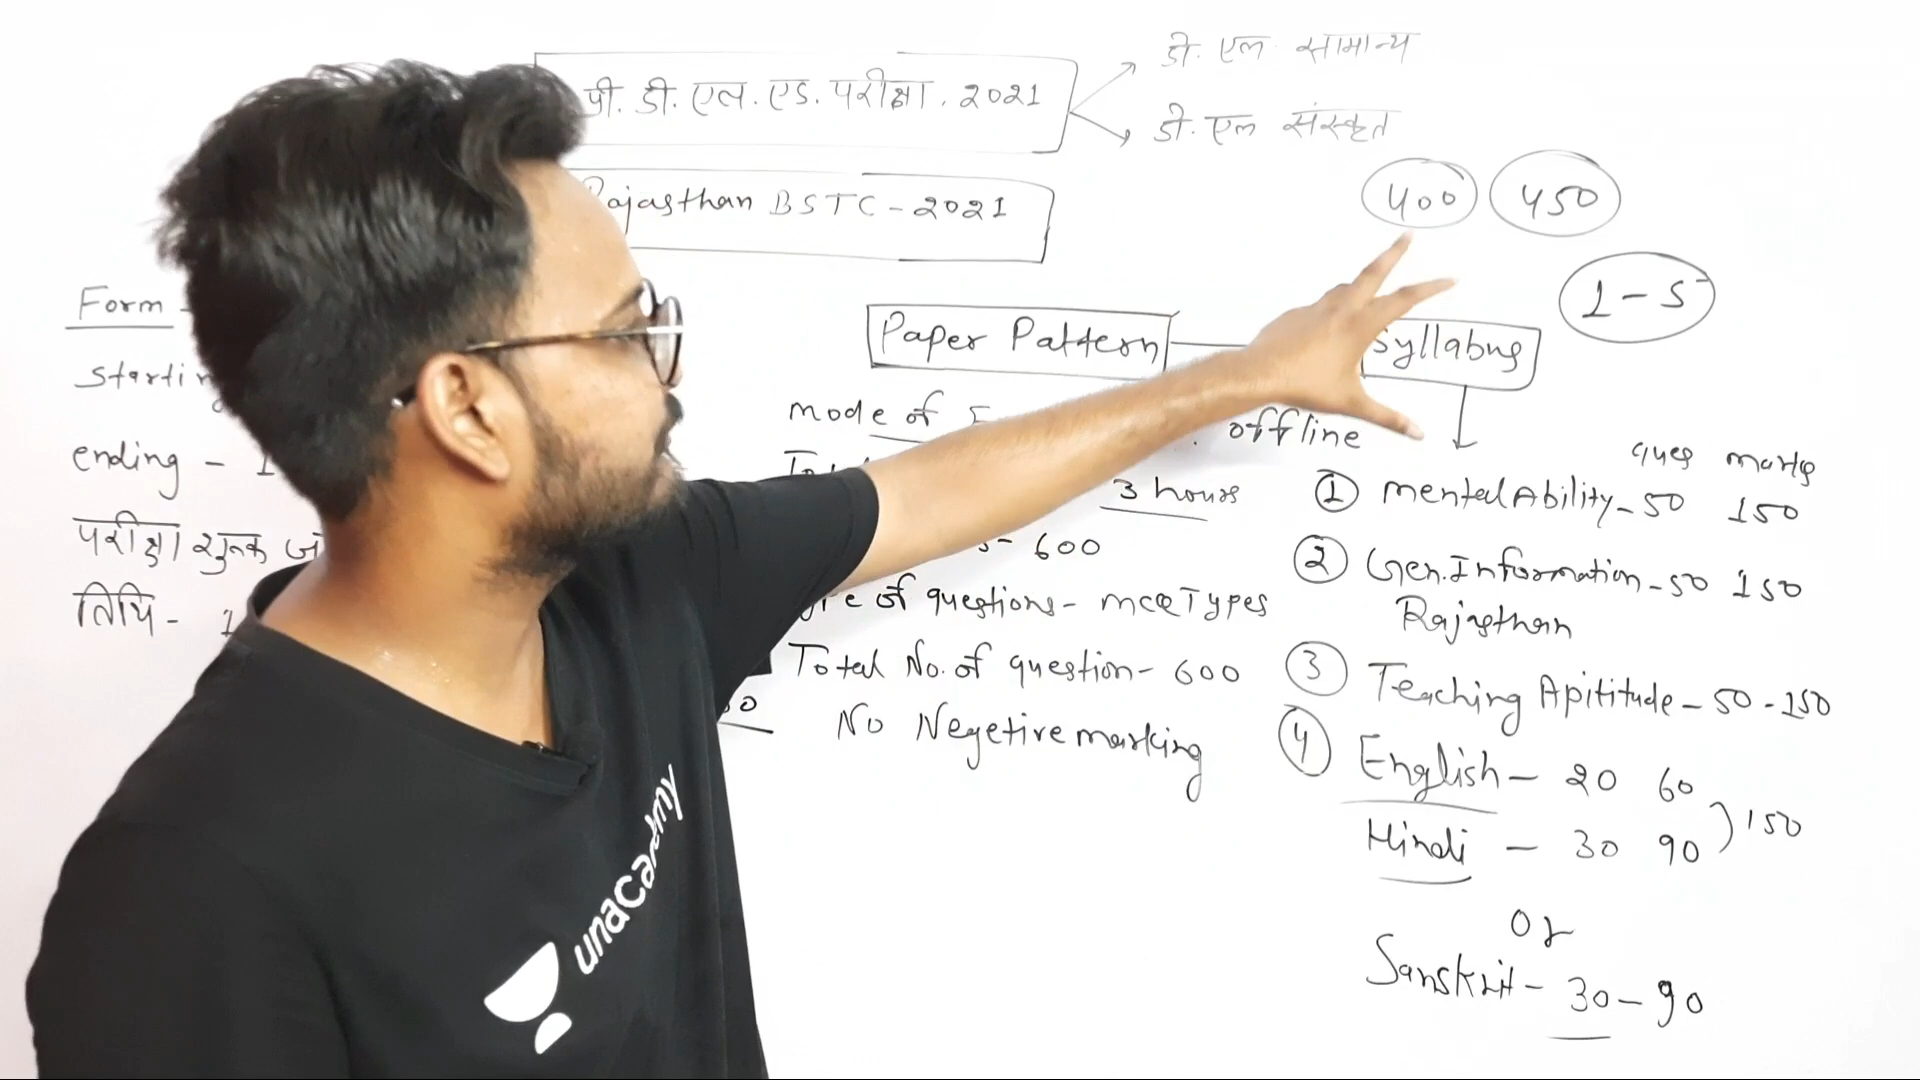 प्री. डी. एल. एड. परीक्षा. 2021
डी. एल. सामान्य
डी. एल संस्कृत
Rajasthan BSTC - 2021
400
450
1 - 5
Form -
ending - 1
परीक्षा शुल्क
तिथि - 1
Paper Pattern
Syllabus
mode of
offline
3 hours
- 600
of questions - MCQ Types
Total No. of question - 600
No Negetive marking
ques marks
① mental Ability - 50 150
② Gen. Information - 50 150
Rajasthan
③ Teaching Apititude - 50 - 150
④ English - 20 60
Hindi - 30 90
) 150
Or
Sanskrit - 30 - 90
unacademy